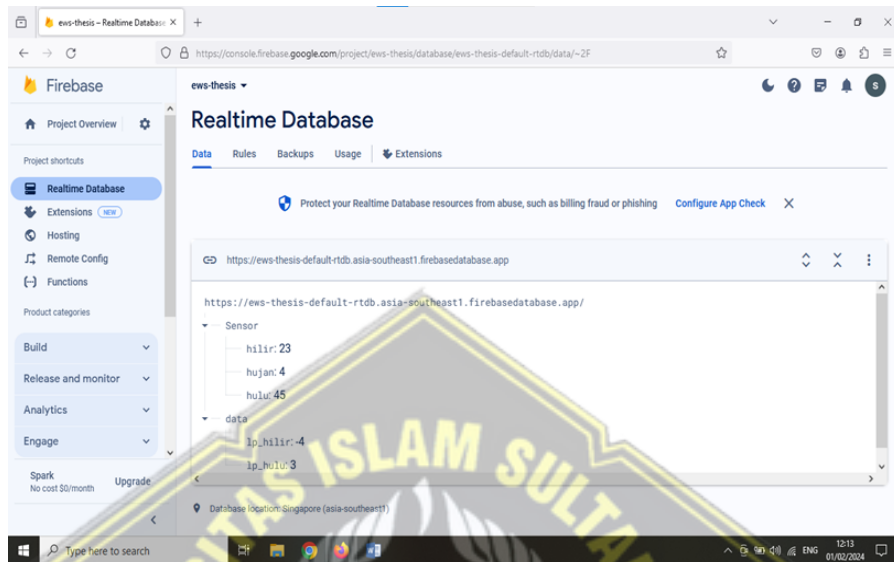 ews-thesis – Realtime Database
https://console.firebase.google.com/project/ews-thesis/database/ews-thesis-default-rtdb/data/~2F
Firebase
ews-thesis
S
Project Overview
Realtime Database
Project shortcuts
Data Rules Backups Usage Extensions
Realtime Database
Extensions NEW
Protect your Realtime Database resources from abuse, such as billing fraud or phishing Configure App Check
Hosting
Remote Config
https://ews-thesis-default-rtdb.asia-southeast1.firebasedatabase.app
Functions
https://ews-thesis-default-rtdb.asia-southeast1.firebasedatabase.app/
Product categories
Sensor
Build
hilir: 23
hujan: 4
Release and monitor
hulu: 45
Analytics
data
Engage
lp_hilir: -4
lp_hulu: 3
Spark
No cost $0/month
Upgrade
Database location: Singapore (asia-southeast1)
ISLAM SUL
Type here to search
ENG
12:13
01/02/2024